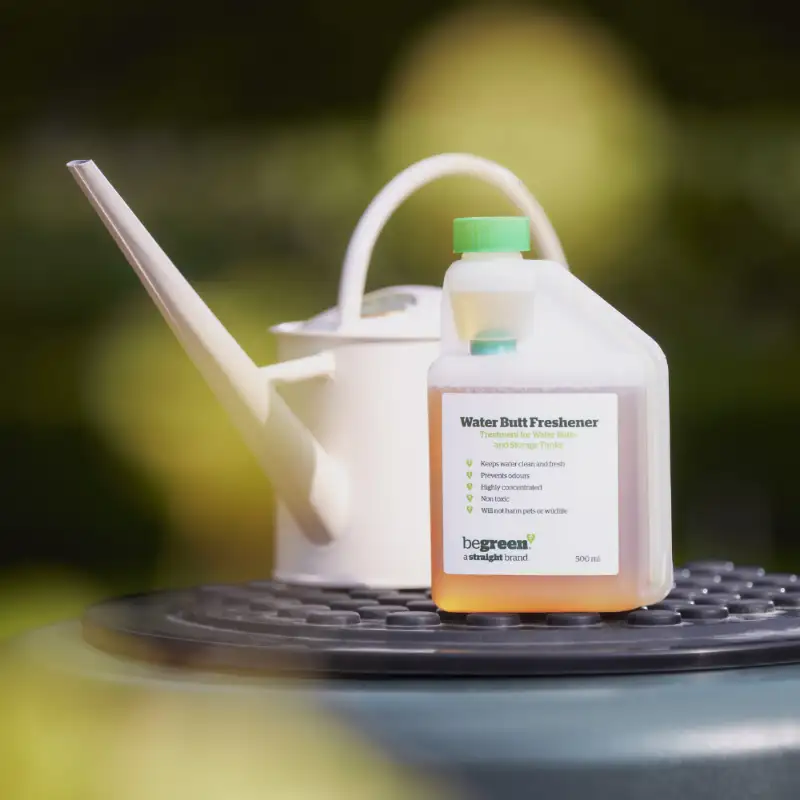 Water Butt Freshener
Treatment for Water Butts
and Storage Tanks
Keeps water clean and fresh
Prevents odours
Highly concentrated
Non toxic
Will not harm pets or wildlife
begreen
a straight brand
500 ml